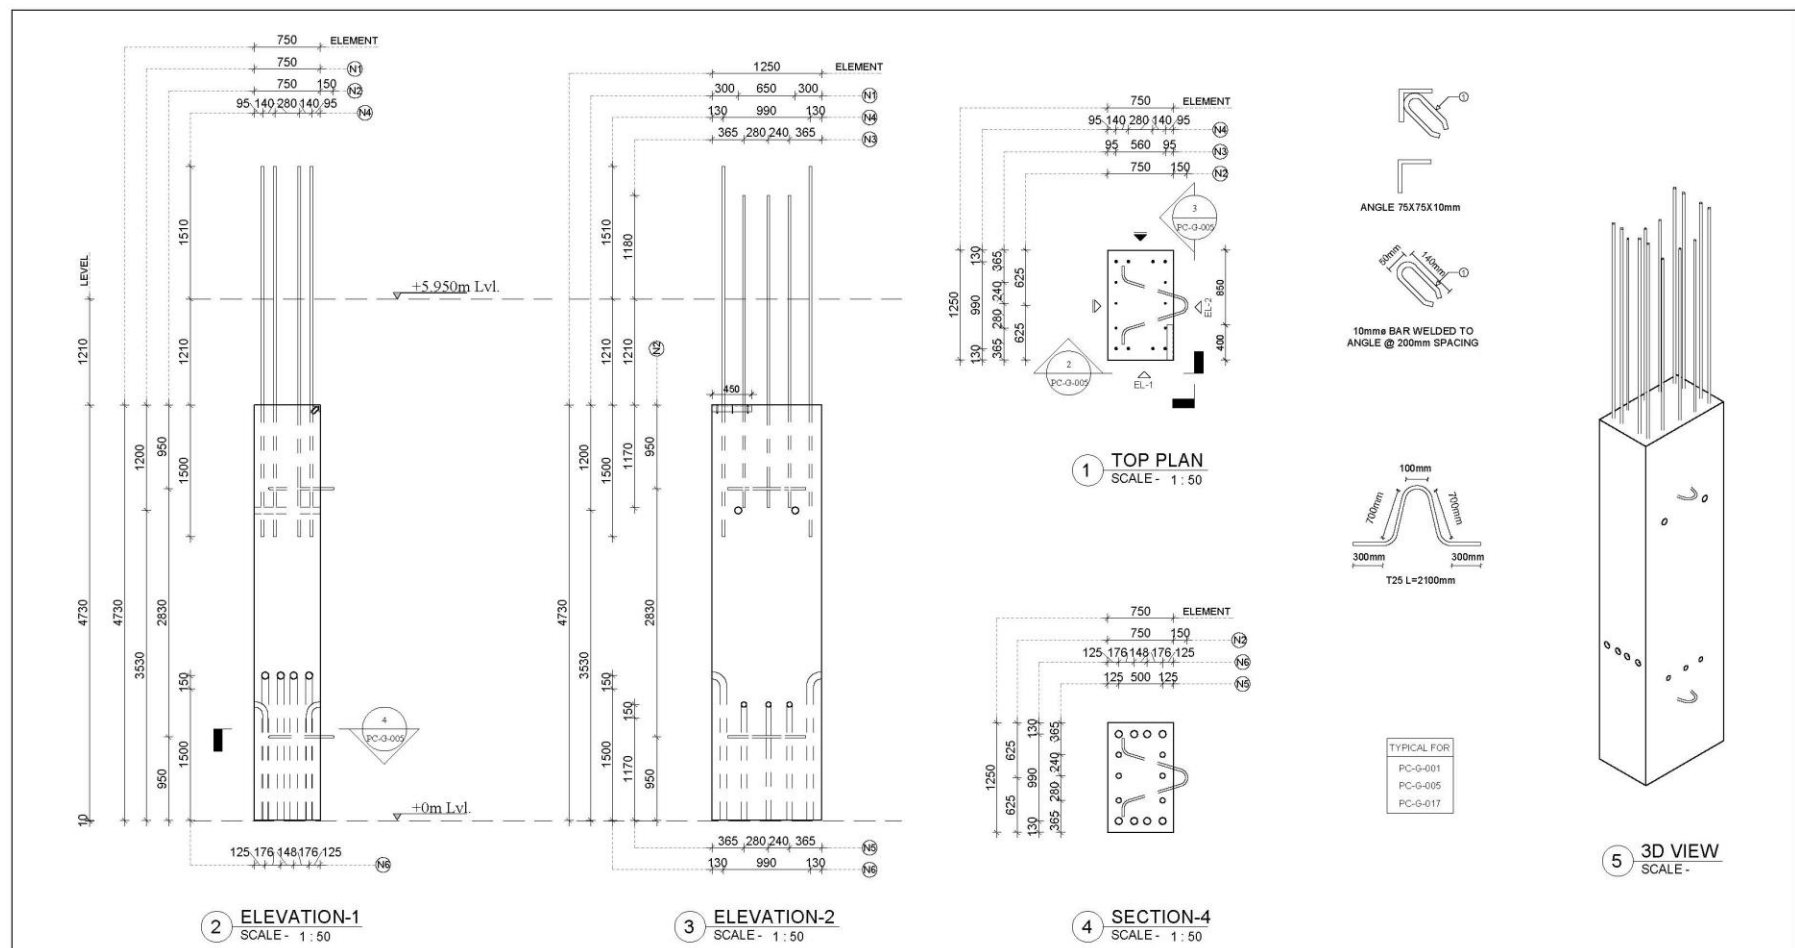 750 ELEMENT
750 N1
750 150 N2
95 140 280 140 95 N4
LEVEL
1510
1210
1210
4730
4730
1200
950
1500
3530
2830
150
1500
950
10
+5.950m Lvl.
4
PC-G-005
+0m Lvl.
125 176 148 176 125
N6
2 ELEVATION-1
SCALE - 1 : 50
1250 ELEMENT
300 650 300 N1
130 990 130 N4
365 280 240 365 N3
1510
1180
1210
1210
N2
450
4730
1200
1500
1170
950
3530
2830
150
150
1500
1170
950
365 280 240 365 N5
130 990 130 N6
3 ELEVATION-2
SCALE - 1 : 50
750 ELEMENT
95 140 280 140 95 N4
95 560 95 N3
750 150 N2
3
PC-G-005
1250
130
990
130
365
240
280
365
625
625
850
400
EL-2
2
PC-G-005
EL-1
1 TOP PLAN
SCALE - 1 : 50
750 ELEMENT
750 150 N2
125 176 148 176 125 N6
125 500 125 N5
1250
625
625
130
990
130
365
240
280
365
4 SECTION-4
SCALE - 1 : 50
1
ANGLE 75X75X10mm
50mm
140mm
1
10mmø BAR WELDED TO
ANGLE @ 200mm SPACING
100mm
700mm
700mm
300mm
300mm
T25 L=2100mm
TYPICAL FOR
PC-G-001
PC-G-005
PC-G-017
5 3D VIEW
SCALE -